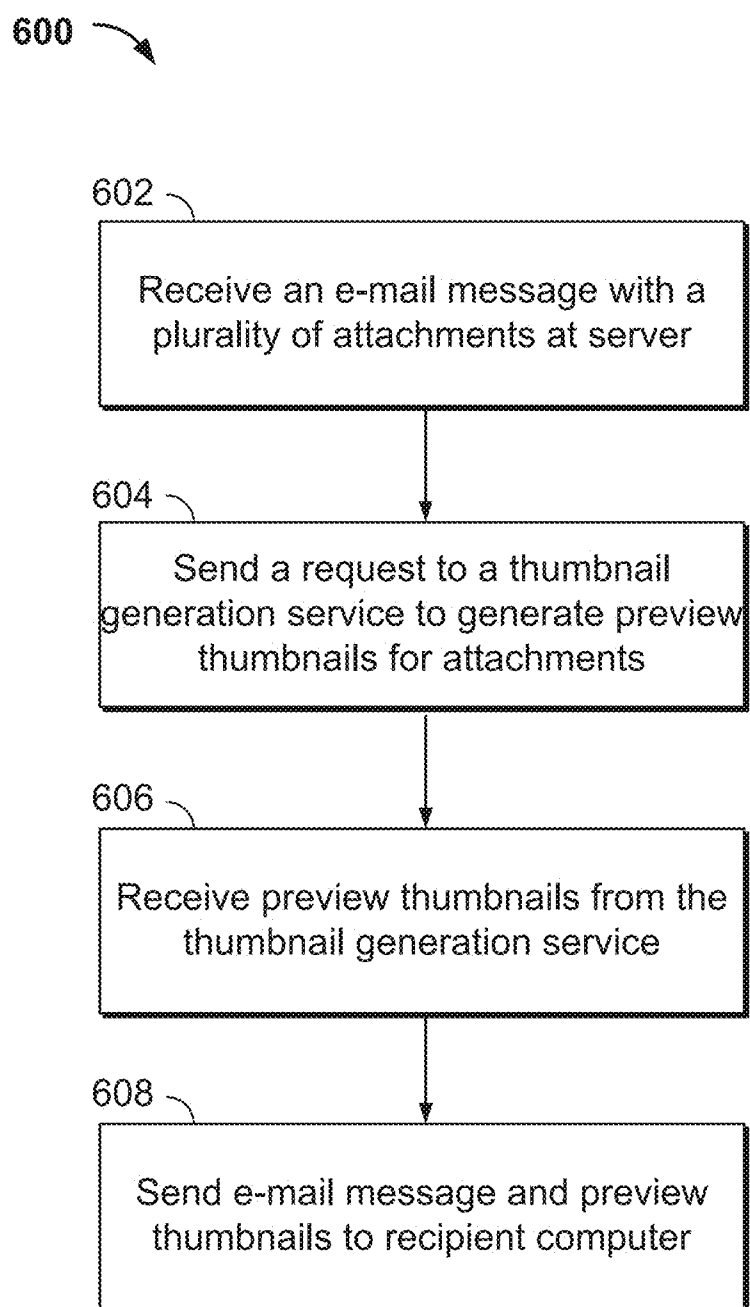 600
602
Receive an e-mail message with a
plurality of attachments at server
604
Send a request to a thumbnail
generation service to generate preview
thumbnails for attachments
606
Receive preview thumbnails from the
thumbnail generation service
608
Send e-mail message and preview
thumbnails to recipient computer